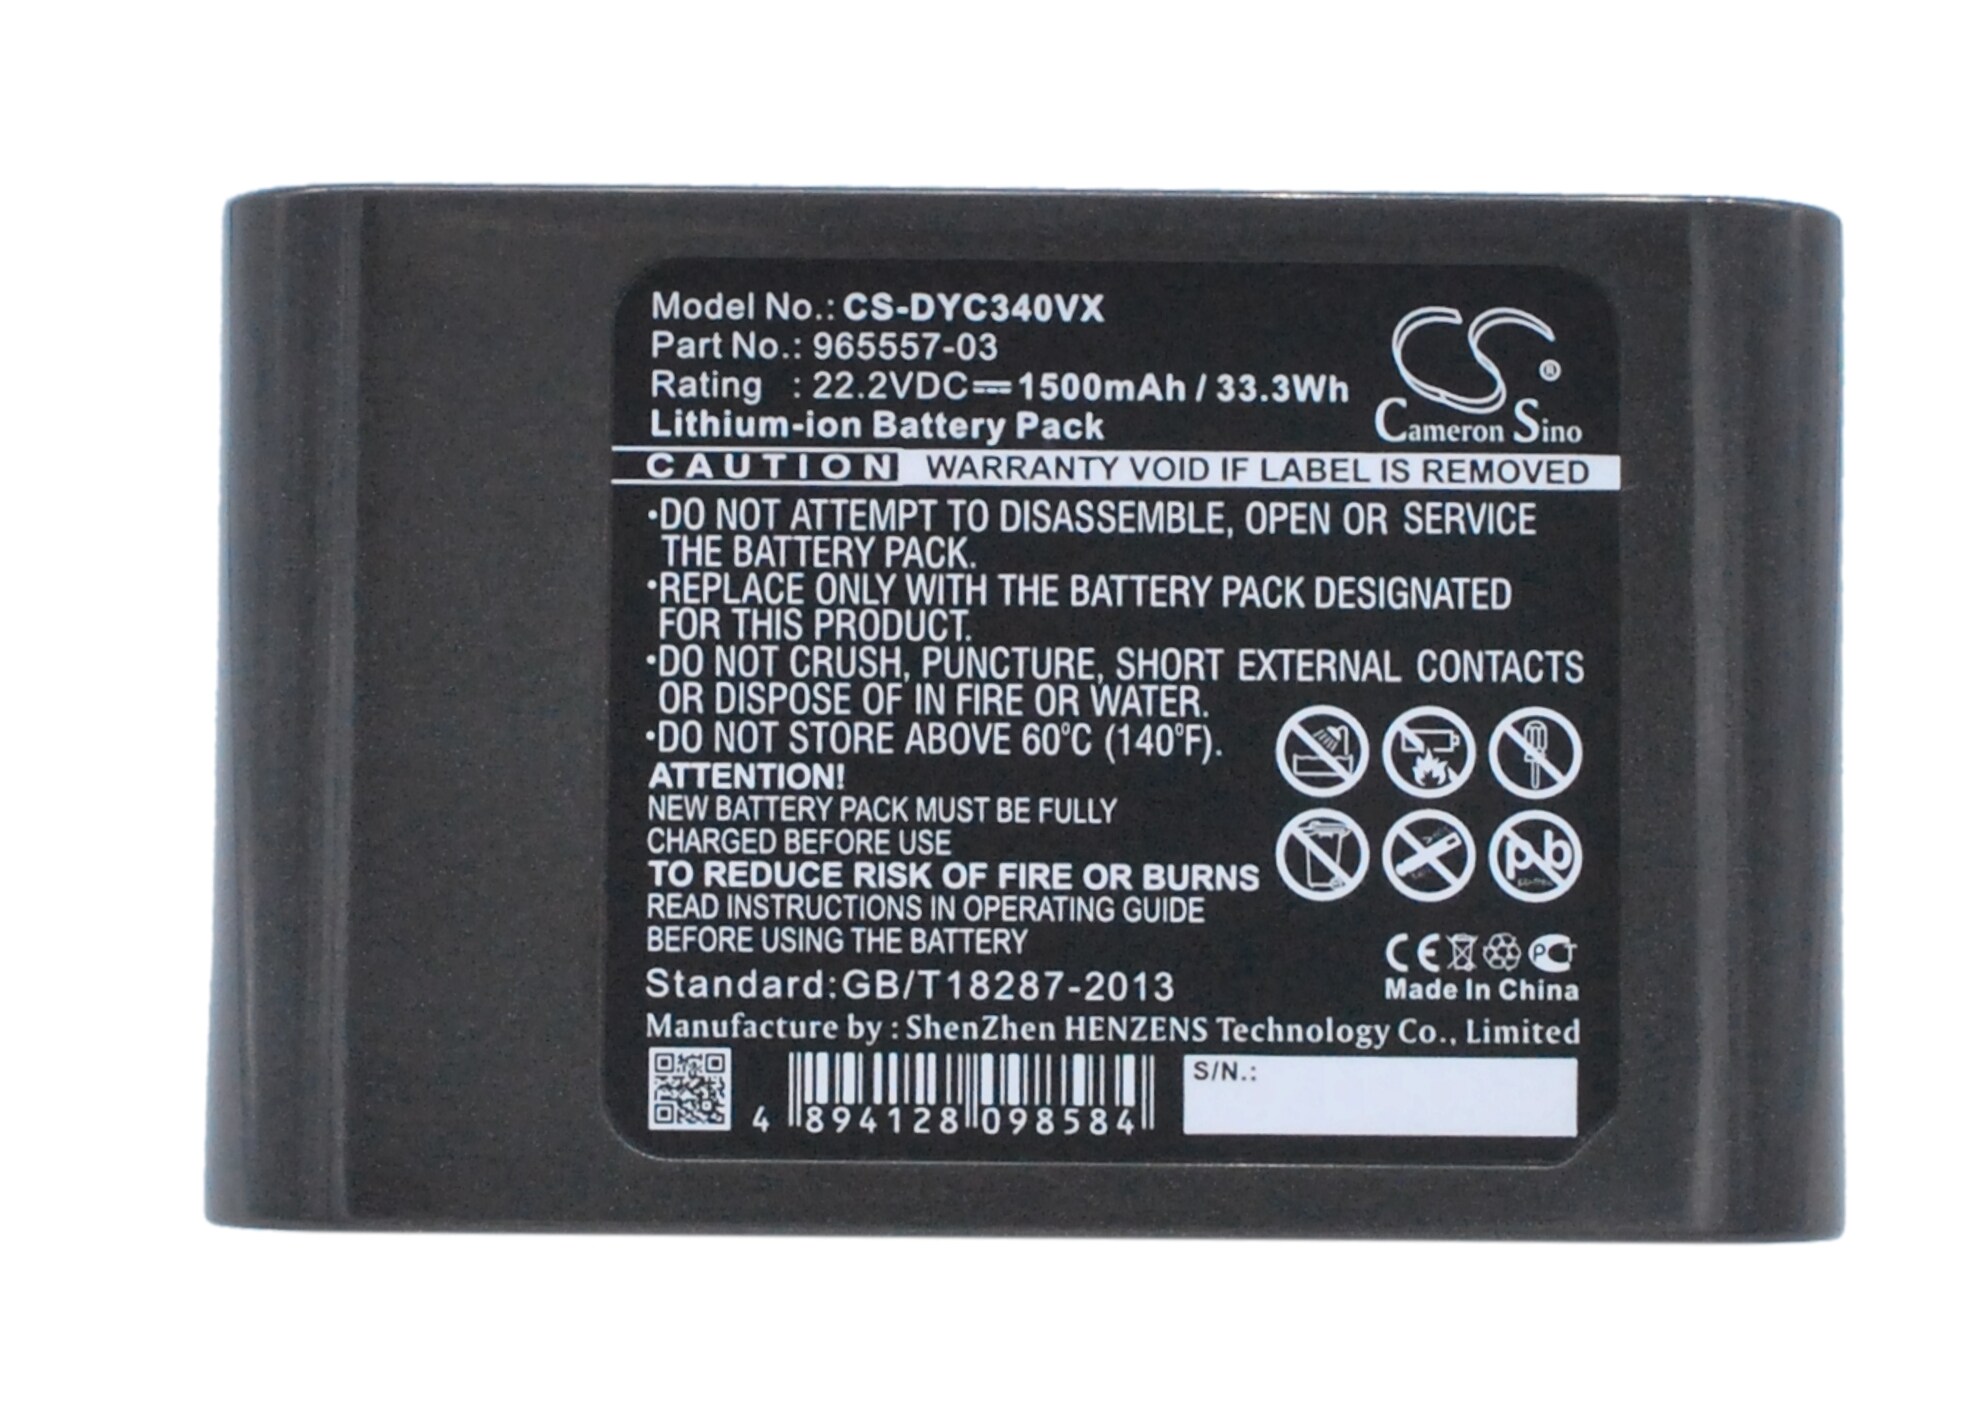 Model No.: CS-DYC340VX
Part No.: 965557-03
Rating : 22.2VDC⎓1500mAh / 33.3Wh
Lithium-ion Battery Pack
CS®
Cameron Sino
CAUTION WARRANTY VOID IF LABEL IS REMOVED
·DO NOT ATTEMPT TO DISASSEMBLE, OPEN OR SERVICE
THE BATTERY PACK.
·REPLACE ONLY WITH THE BATTERY PACK DESIGNATED
FOR THIS PRODUCT.
·DO NOT CRUSH, PUNCTURE, SHORT EXTERNAL CONTACTS
OR DISPOSE OF IN FIRE OR WATER.
·DO NOT STORE ABOVE 60°C (140°F).
ATTENTION!
NEW BATTERY PACK MUST BE FULLY
CHARGED BEFORE USE
TO REDUCE RISK OF FIRE OR BURNS
READ INSTRUCTIONS IN OPERATING GUIDE
BEFORE USING THE BATTERY
Pb
CE PCT
Made In China
Standard:GB/T18287-2013
Manufacture by : ShenZhen HENZENS Technology Co., Limited
4 894128 098584
S/N.: